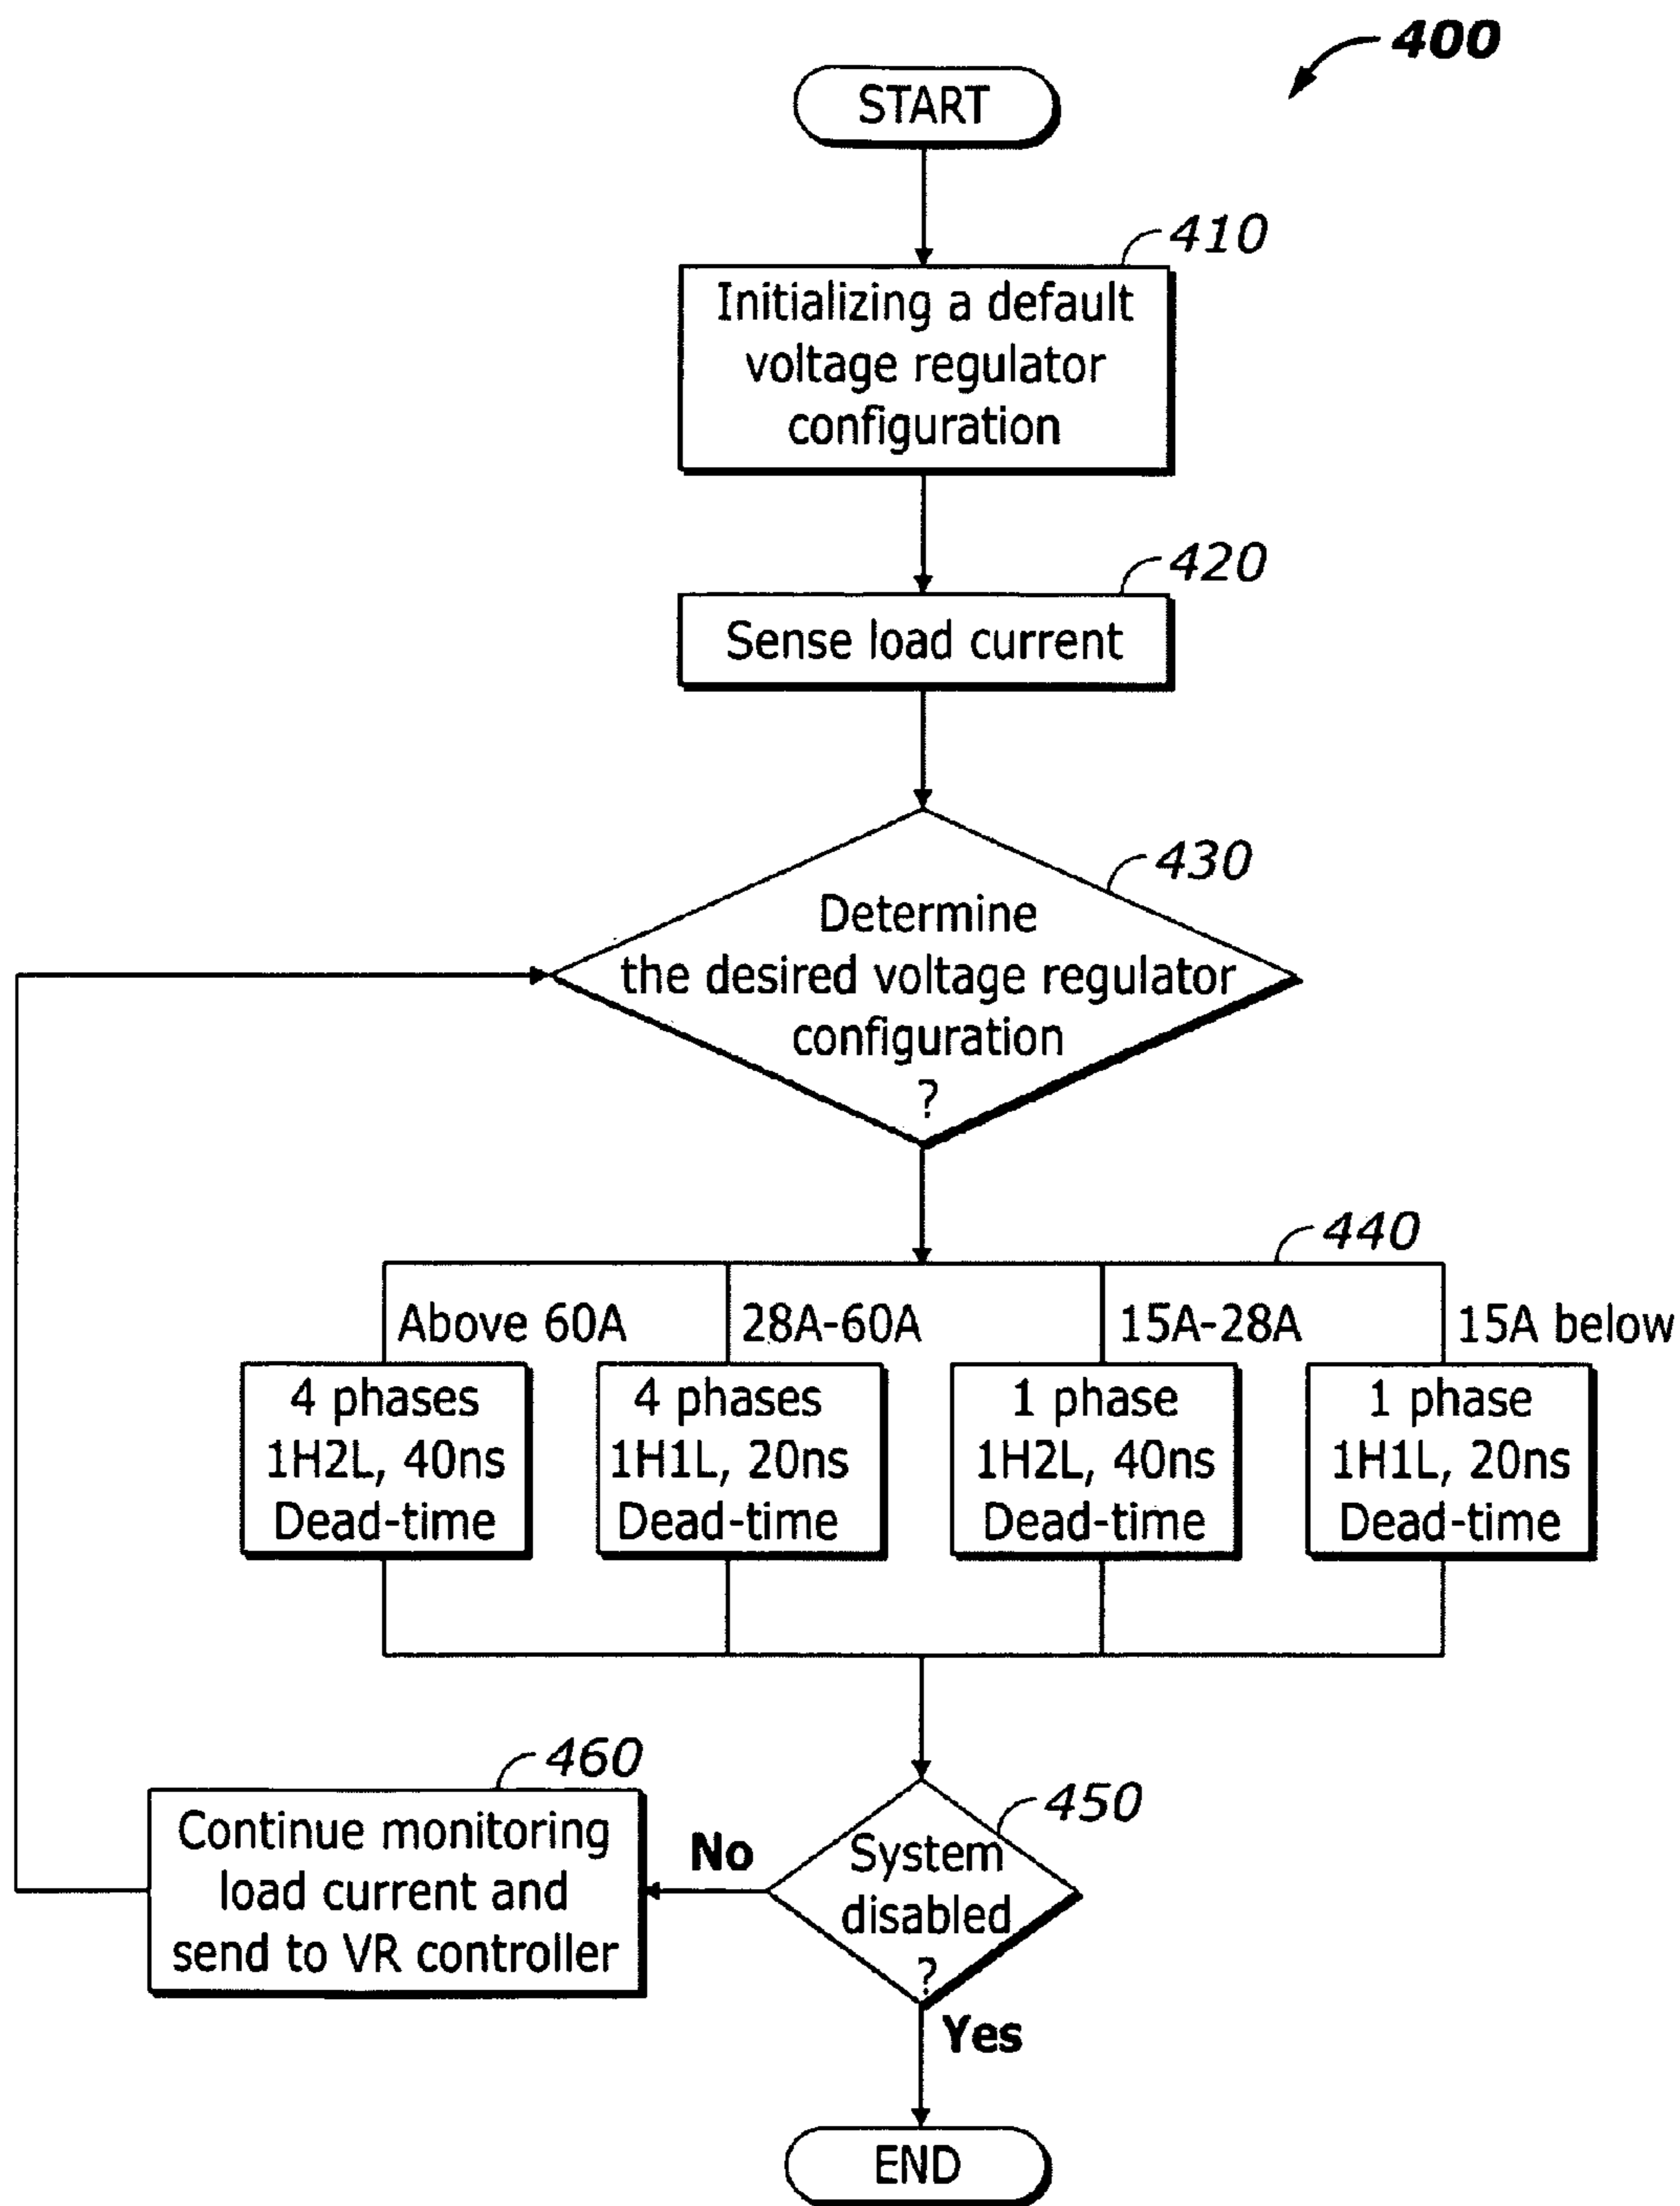 400
START
410
Initializing a default
voltage regulator
configuration
420
Sense load current
430
Determine
the desired voltage regulator
configuration
?
440
Above 60A
28A-60A
15A-28A
15A below
4 phases
1H2L, 40ns
Dead-time
4 phases
1H1L, 20ns
Dead-time
1 phase
1H2L, 40ns
Dead-time
1 phase
1H1L, 20ns
Dead-time
460
Continue monitoring
load current and
send to VR controller
No
450
System
disabled
?
Yes
END